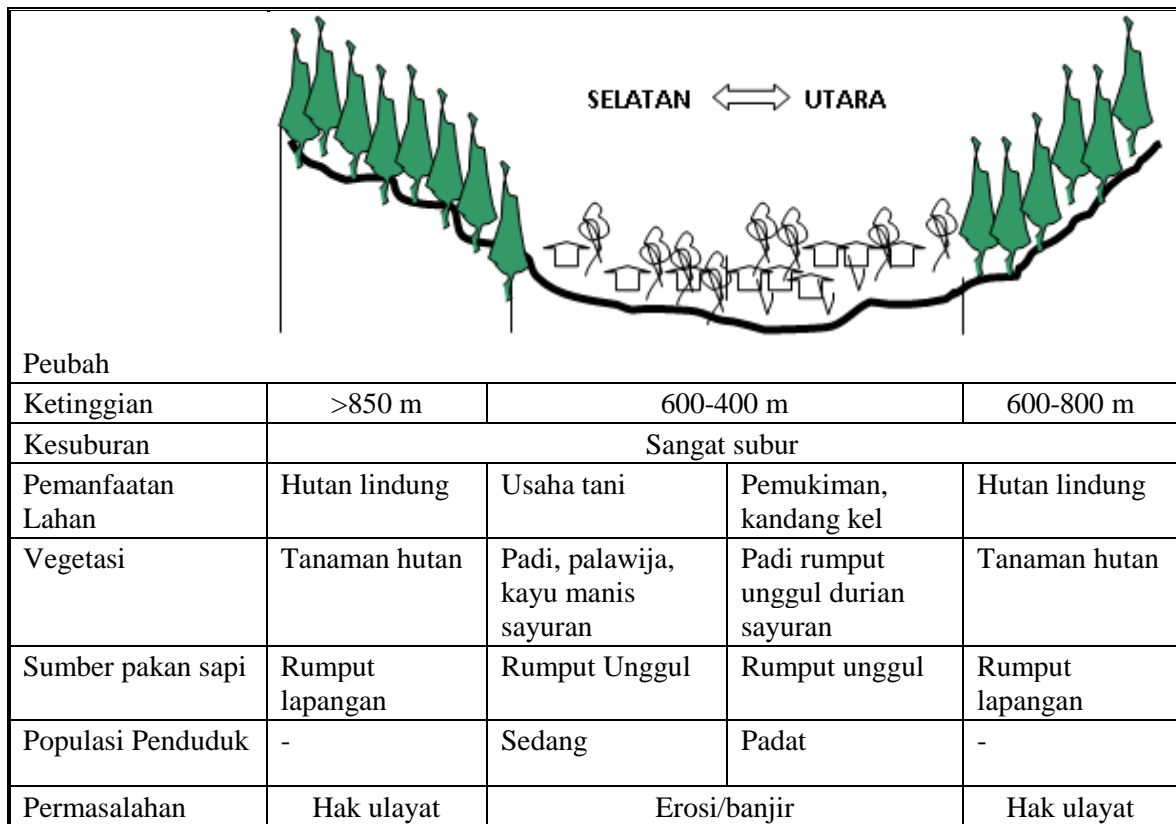 SELATAN UTARA
Peubah
Ketinggian >850 m 600-400 m 600-800 m
Kesuburan Sangat subur
Pemanfaatan Lahan Hutan lindung Usaha tani Pemukiman, kandang kel Hutan lindung
Vegetasi Tanaman hutan Padi, palawija, kayu manis sayuran Padi rumput unggul durian sayuran Tanaman hutan
Sumber pakan sapi Rumput lapangan Rumput Unggul Rumput unggul Rumput lapangan
Populasi Penduduk - Sedang Padat -
Permasalahan Hak ulayat Erosi/banjir Hak ulayat